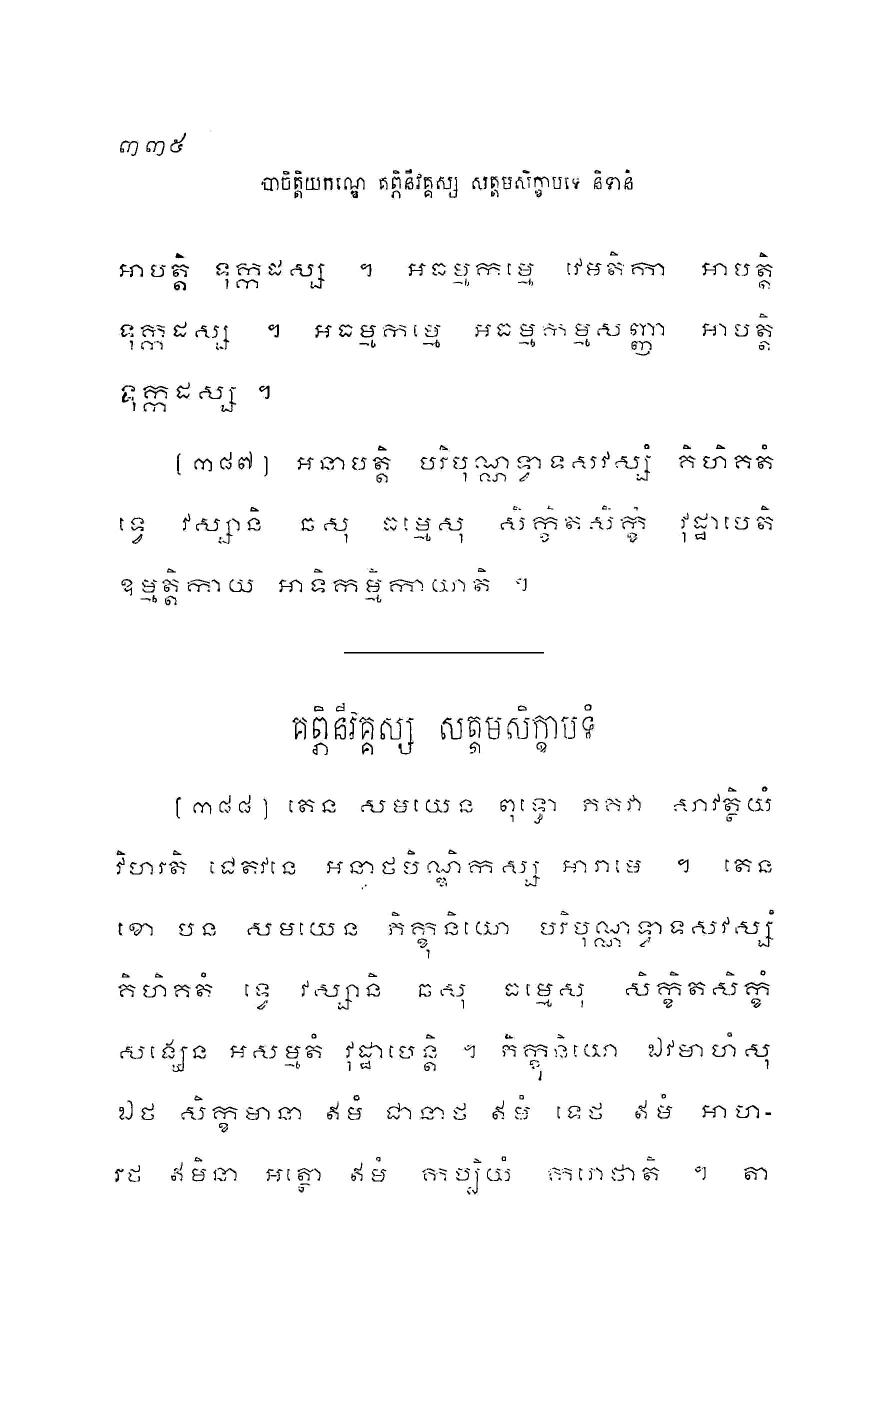 ៣៣៥
បាចិត្តិយកណ្ឌេ គព្ភិនីវគ្គស្ស សត្តមសិក្ខាបទេ និទានំ
អាបត្តិ ទុក្កដស្ស ។ អធម្មកម្មេ វេមតិកា អាបត្តិ
ទុក្កដស្ស ។ អធម្មកម្មេ អធម្មកម្មសញ្ញា អាបត្តិ
ទុក្កដស្ស ។
(៣៨៧) អនាបត្តិ បរិបុណ្ណទ្វាទសវស្សំ គិហិគតំ
ទ្វេ វស្សានិ ឆសុ ធម្មេសុ សិក្ខិតសិក្ខំ វុដ្ឋាបេតិ
ឧម្មត្តិកាយ អាទិកម្មិកាយាតិ ។
គព្ភិនីវគ្គស្ស សត្តមសិក្ខាបទំ
(៣៨៨) តេន សមយេន ពុទ្ធោ ភគវា សាវត្ថិយំ
វិហរតិ ជេតវនេ អនាថបិណ្ឌិកស្ស អារាមេ ។ តេន
ខោ បន សមយេន ភិក្ខុនិយោ បរិបុណ្ណទ្វាទសវស្សំ
គិហិគតំ ទ្វេ វស្សានិ ឆសុ ធម្មេសុ សិក្ខិតសិក្ខំ
សង្ឃេន អសម្មតំ វុដ្ឋាបេន្តិ ។ ភិក្ខុនិយោ ឯវមាហំសុ
ឯថ សិក្ខមានា ឥមំ ជានាថ ឥមំ ទេថ ឥមំ អាហ-
រថ ឥមិនា អត្ថោ ឥមំ កប្បិយំ ករោថាតិ ។ តា